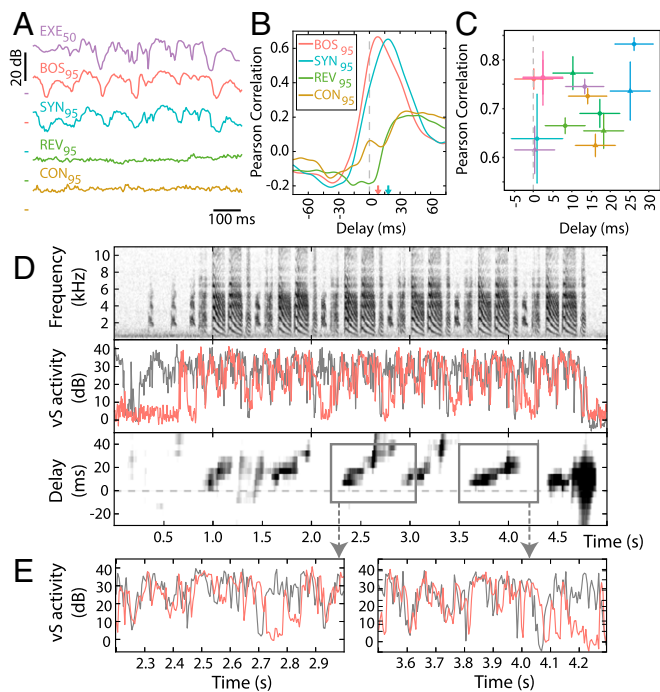 A
20 dB
EXE50
BOS95
SYN95
REV95
CON95
100 ms
B
Pearson Correlation
0.6
0.4
0.2
0.0
-0.2
BOS95
SYN95
REV95
CON95
-60
-30
0
30
60
Delay (ms)
C
Pearson Correlation
0.8
0.7
0.6
-5 0 5 10 15 20 25 30
Delay (ms)
D
Frequency (kHz)
10
8
6
4
2
vS activity (dB)
40
30
20
10
0
Delay (ms)
40
20
0
-20
0.5 1.0 1.5 2.0 2.5 3.0 3.5 4.0 4.5
Time (s)
E
vS activity (dB)
40
30
20
10
0
2.3 2.4 2.5 2.6 2.7 2.8 2.9
Time (s)
40
30
20
10
0
3.6 3.7 3.8 3.9 4.0 4.1 4.2
Time (s)